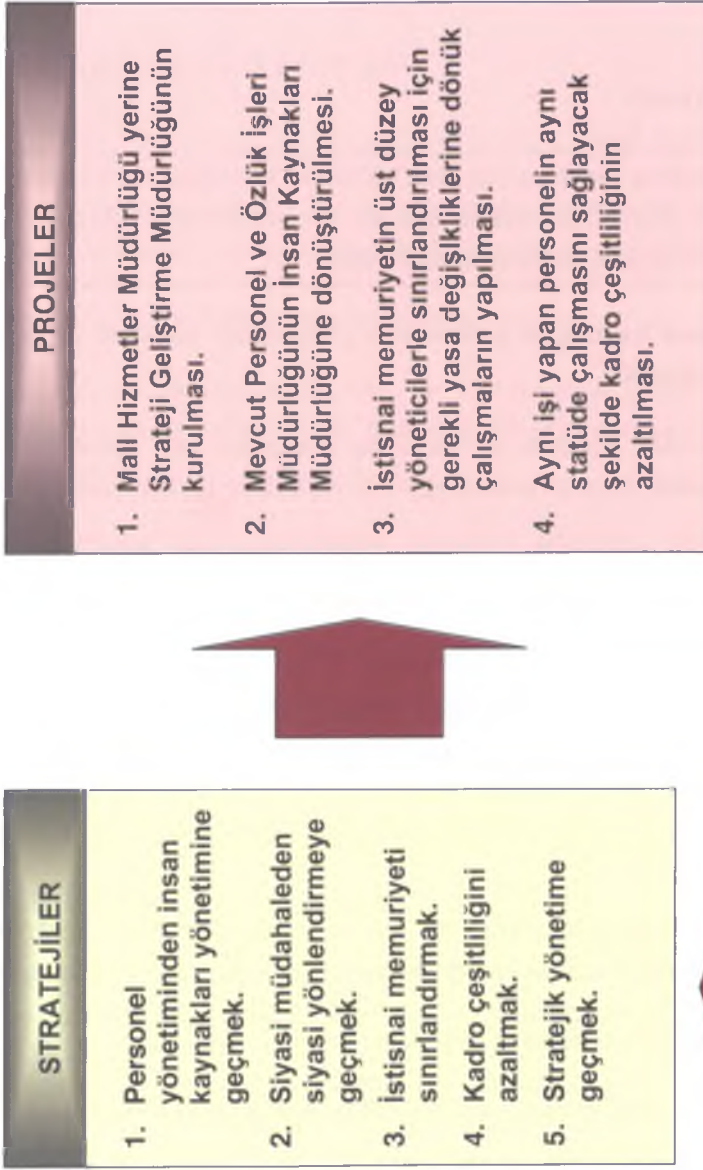 STRATEJİLER
1. Personel
yönetiminden insan
kaynakları yönetimine
geçmek.
2. Siyasi müdahaleden
siyasi yönlendirmeye
geçmek.
3. İstisnai memuriyeti
sınırlandırmak.
4. Kadro çeşitliliğini
azaltmak.
5. Stratejik yönetime
geçmek.
PROJELER
1. Mali Hizmetler Müdürlüğü yerine
Strateji Geliştirme Müdürlüğünün
kurulması.
2. Mevcut Personel ve Özlük İşleri
Müdürlüğünün İnsan Kaynakları
Müdürlüğüne dönüştürülmesi.
3. İstisnai memuriyetin üst düzey
yöneticilerle sınırlandırılması için
gerekli yasa değişikliklerine dönük
çalışmaların yapılması.
4. Aynı işi yapan personelin aynı
statüde çalışmasını sağlayacak
şekilde kadro çeşitliliğinin
azaltılması.